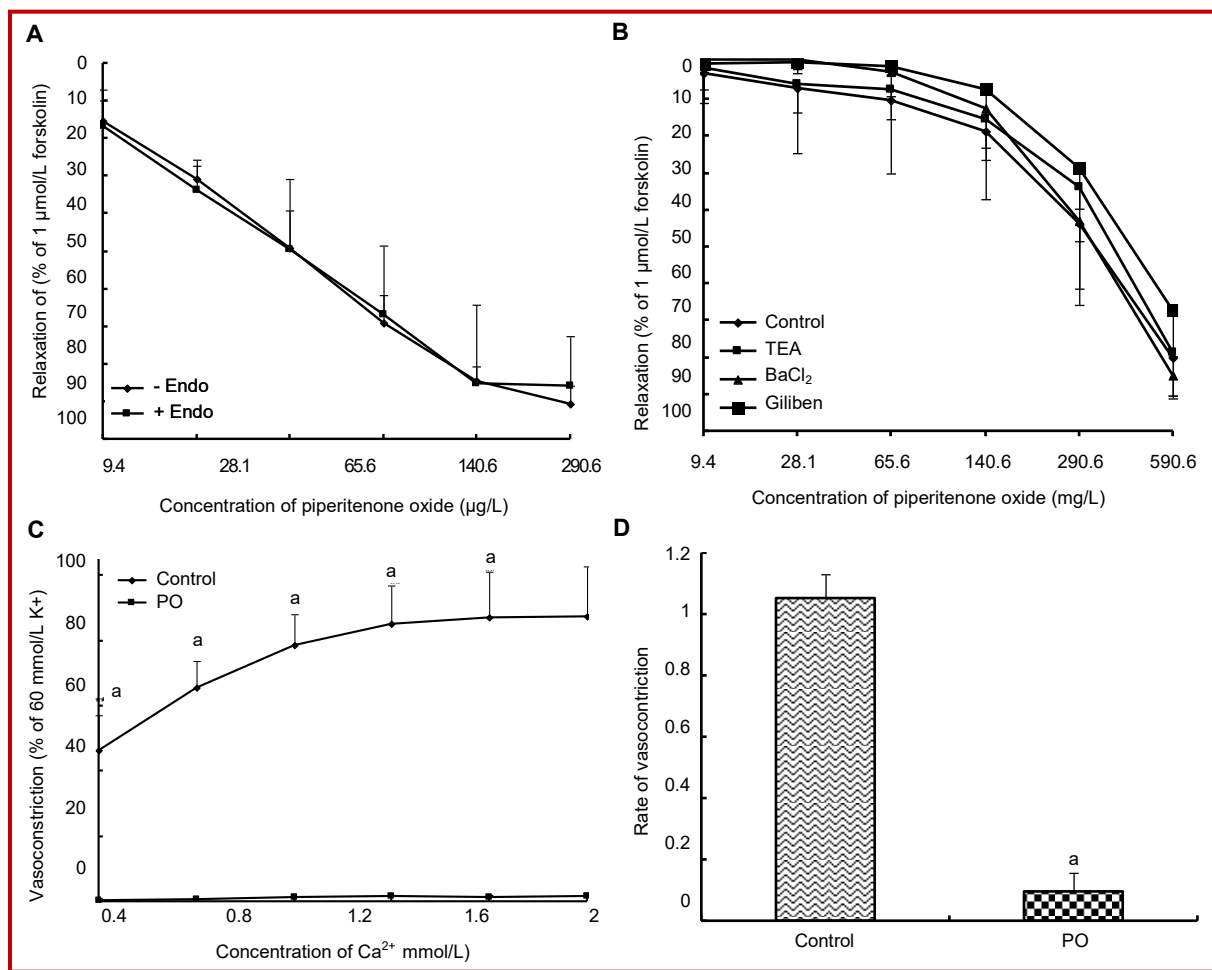 A
0
10
20
30
40
50
60
70
80
90
100
Relaxation of (% of 1 µmol/L forskolin)
- Endo
+ Endo
9.4 28.1 65.6 140.6 290.6
Concentration of piperitenone oxide (µg/L)
B
0
10
20
30
40
50
60
70
80
90
100
Relaxation (% of 1 µmol/L forskolin)
Control
TEA
BaCl₂
Giliben
9.4 28.1 65.6 140.6 290.6 590.6
Concentration of piperitenone oxide (mg/L)
C
100
80
60
40
20
0
Vasoconstriction (% of 60 mmol/L K+)
Control
PO
a
a
a
a
a
0.4 0.8 1.2 1.6 2
Concentration of Ca²⁺ mmol/L)
D
1.2
1
0.8
0.6
0.4
0.2
0
Rate of vasocontriction
a
Control PO